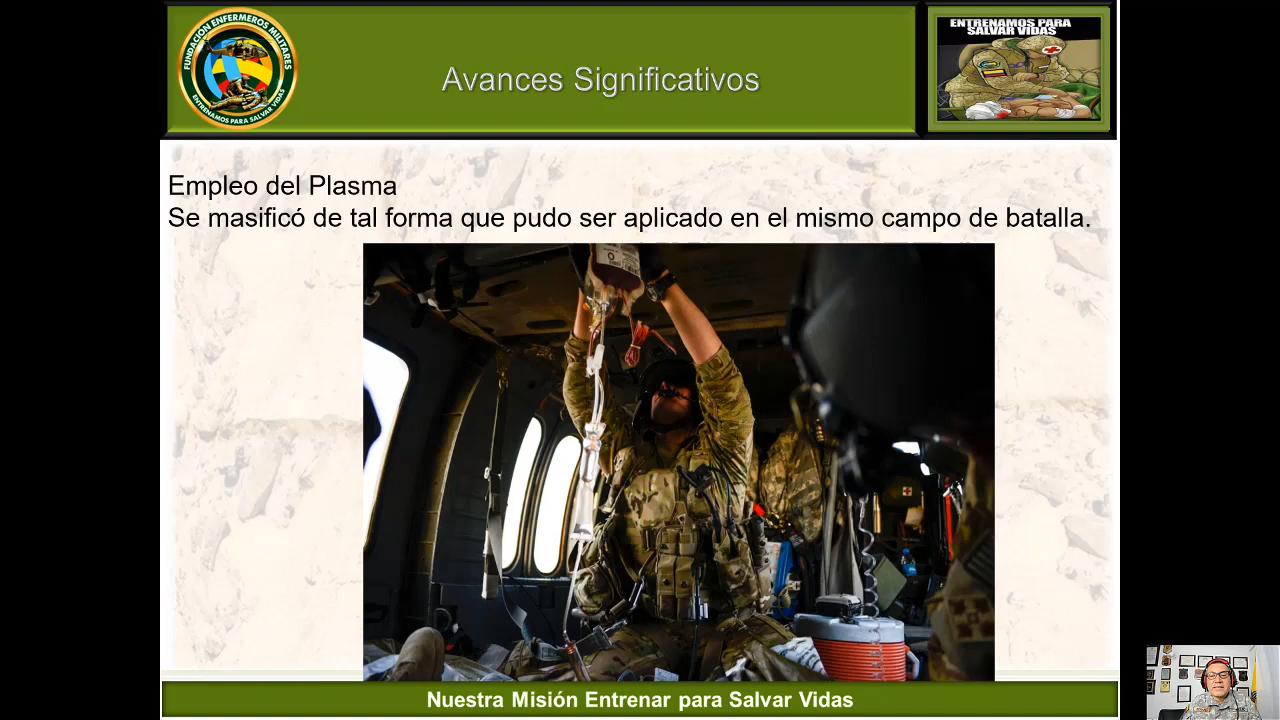 FUNDACIÓN ENFERMEROS MILITARES
ENTRENAMOS PARA SALVAR VIDAS
Avances Significativos
ENTRENAMOS PARA
SALVAR VIDAS
Empleo del Plasma
Se masificó de tal forma que pudo ser aplicado en el mismo campo de batalla.
O
Nuestra Misión Entrenar para Salvar Vidas